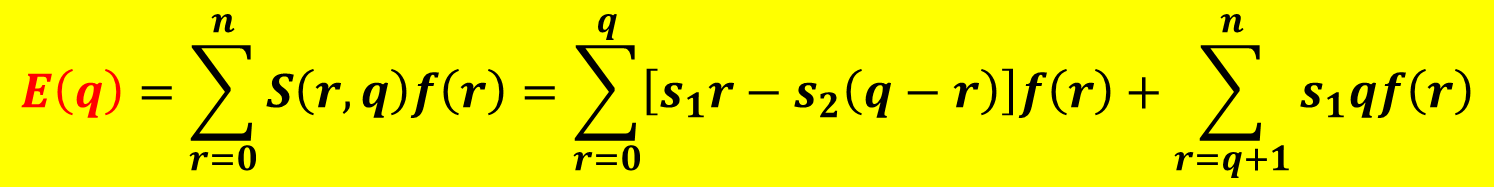 E(q) = ∑_{r=0}^{n} S(r, q)f(r) = ∑_{r=0}^{q} [s₁r − s₂(q − r)]f(r) + ∑_{r=q+1}^{n} s₁qf(r)